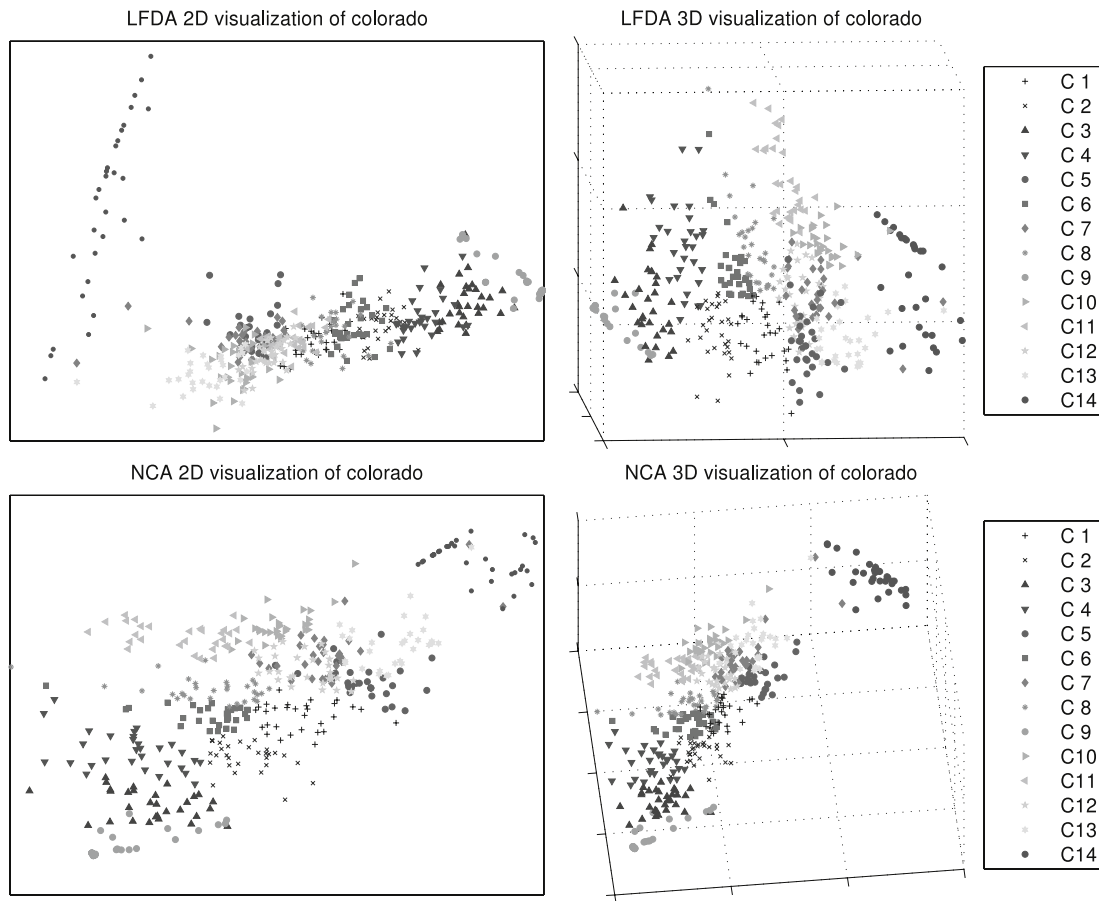 LFDA 2D visualization of colorado
LFDA 3D visualization of colorado
C 1
C 2
C 3
C 4
C 5
C 6
C 7
C 8
C 9
C10
C11
C12
C13
C14
NCA 2D visualization of colorado
NCA 3D visualization of colorado
C 1
C 2
C 3
C 4
C 5
C 6
C 7
C 8
C 9
C10
C11
C12
C13
C14